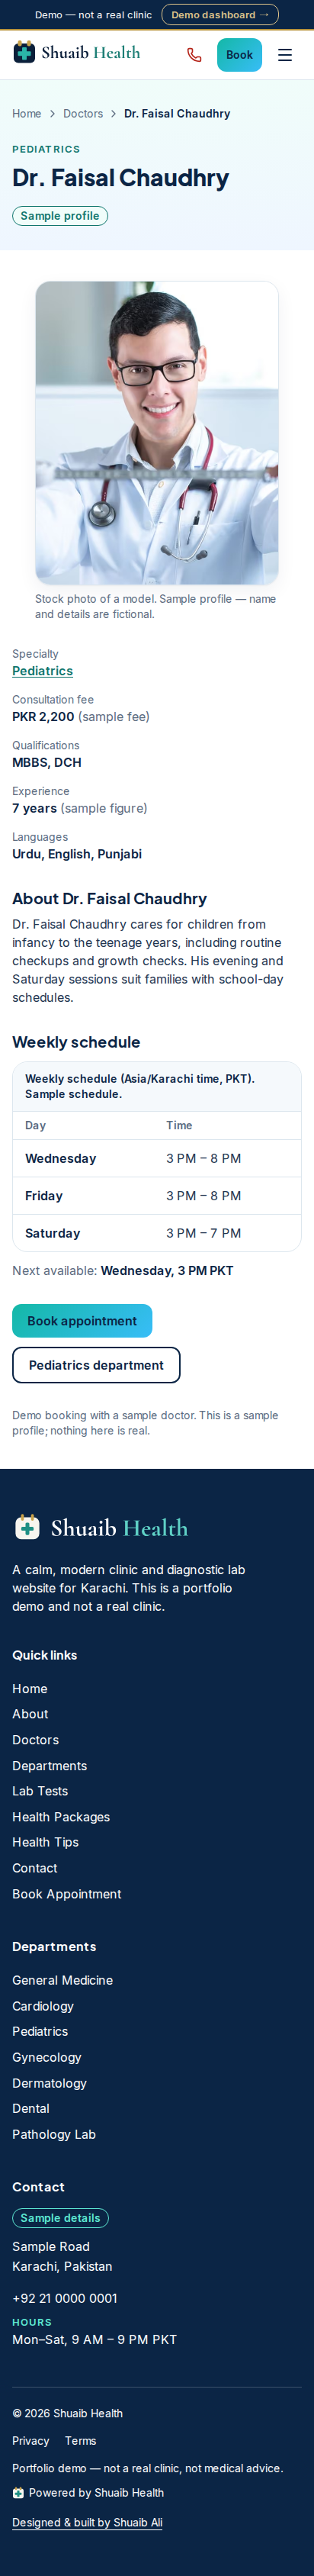 Demo — not a real clinic Demo dashboard →
Shuaib Health Book
Home > Doctors > Dr. Faisal Chaudhry
PEDIATRICS
Dr. Faisal Chaudhry
Sample profile
Stock photo of a model. Sample profile — name
and details are fictional.
Specialty
Pediatrics
Consultation fee
PKR 2,200 (sample fee)
Qualifications
MBBS, DCH
Experience
7 years (sample figure)
Languages
Urdu, English, Punjabi
About Dr. Faisal Chaudhry
Dr. Faisal Chaudhry cares for children from
infancy to the teenage years, including routine
checkups and growth checks. His evening and
Saturday sessions suit families with school-day
schedules.
Weekly schedule
Weekly schedule (Asia/Karachi time, PKT).
Sample schedule.
Day Time
Wednesday 3 PM – 8 PM
Friday 3 PM – 8 PM
Saturday 3 PM – 7 PM
Next available: Wednesday, 3 PM PKT
Book appointment
Pediatrics department
Demo booking with a sample doctor. This is a sample
profile; nothing here is real.
Shuaib Health
A calm, modern clinic and diagnostic lab
website for Karachi. This is a portfolio
demo and not a real clinic.
Quick links
Home
About
Doctors
Departments
Lab Tests
Health Packages
Health Tips
Contact
Book Appointment
Departments
General Medicine
Cardiology
Pediatrics
Gynecology
Dermatology
Dental
Pathology Lab
Contact
Sample details
Sample Road
Karachi, Pakistan
+92 21 0000 0001
HOURS
Mon–Sat, 9 AM – 9 PM PKT
© 2026 Shuaib Health
Privacy Terms
Portfolio demo — not a real clinic, not medical advice.
Powered by Shuaib Health
Designed & built by Shuaib Ali